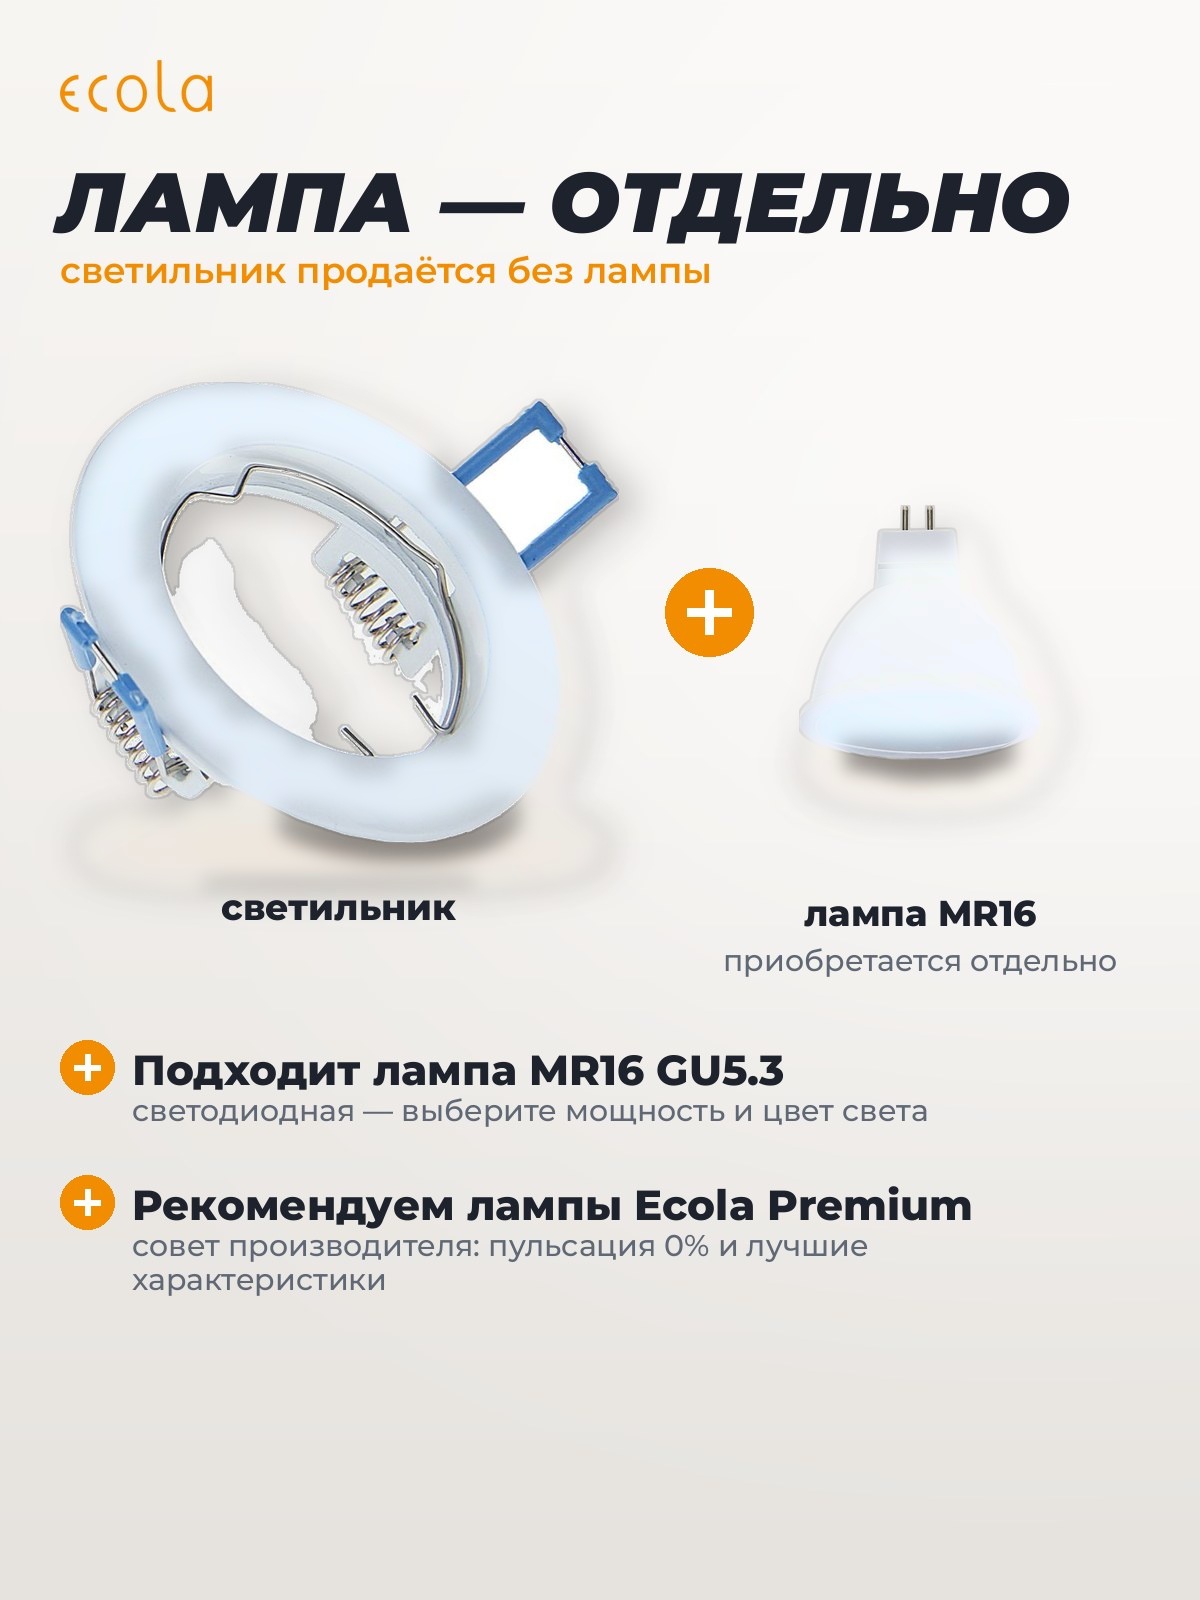 ecola
ЛАМПА — ОТДЕЛЬНО
светильник продаётся без лампы
светильник
лампа MR16
приобретается отдельно
Подходит лампа MR16 GU5.3
светодиодная — выберите мощность и цвет света
Рекомендуем лампы Ecola Premium
совет производителя: пульсация 0% и лучшие
характеристики